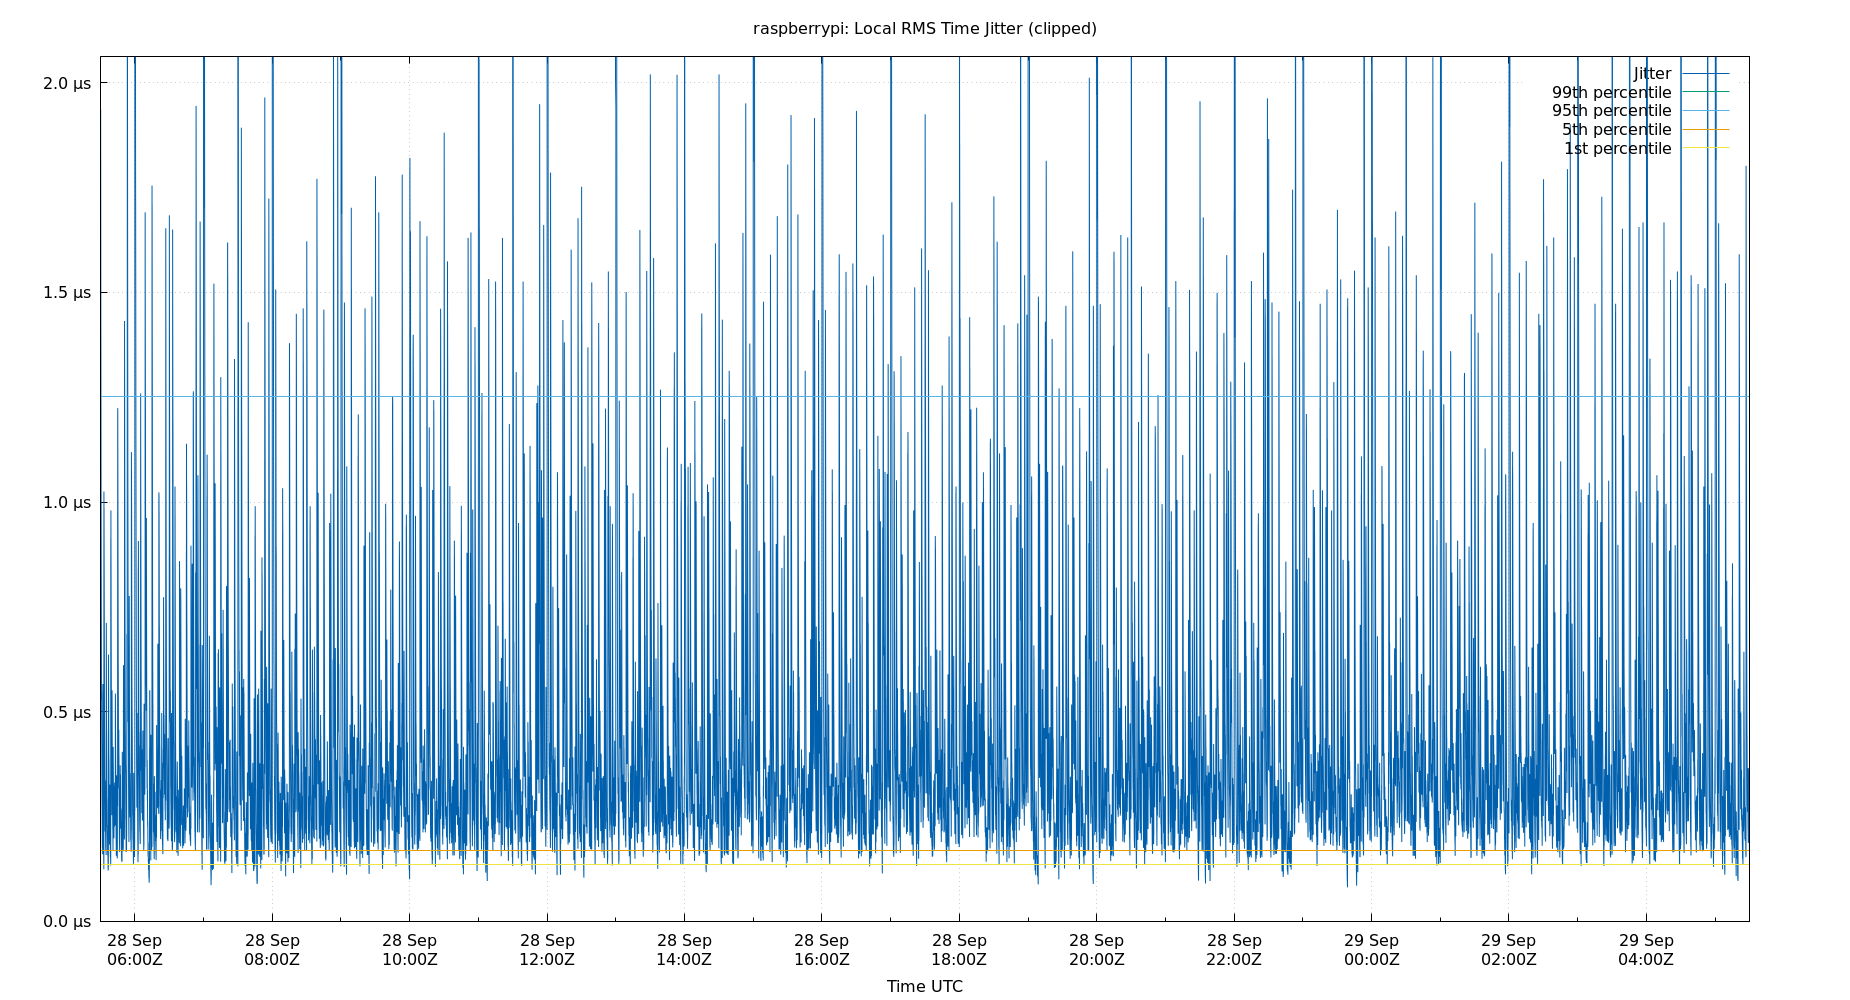 raspberrypi: Local RMS Time Jitter (clipped)
2.0 μs
1.5 μs
1.0 μs
0.5 μs
0.0 μs
Jitter
99th percentile
95th percentile
5th percentile
1st percentile
28 Sep 28 Sep 28 Sep 28 Sep 28 Sep 28 Sep 28 Sep 28 Sep 28 Sep 29 Sep 29 Sep 29 Sep
06:00Z 08:00Z 10:00Z 12:00Z 14:00Z 16:00Z 18:00Z 20:00Z 22:00Z 00:00Z 02:00Z 04:00Z
Time UTC